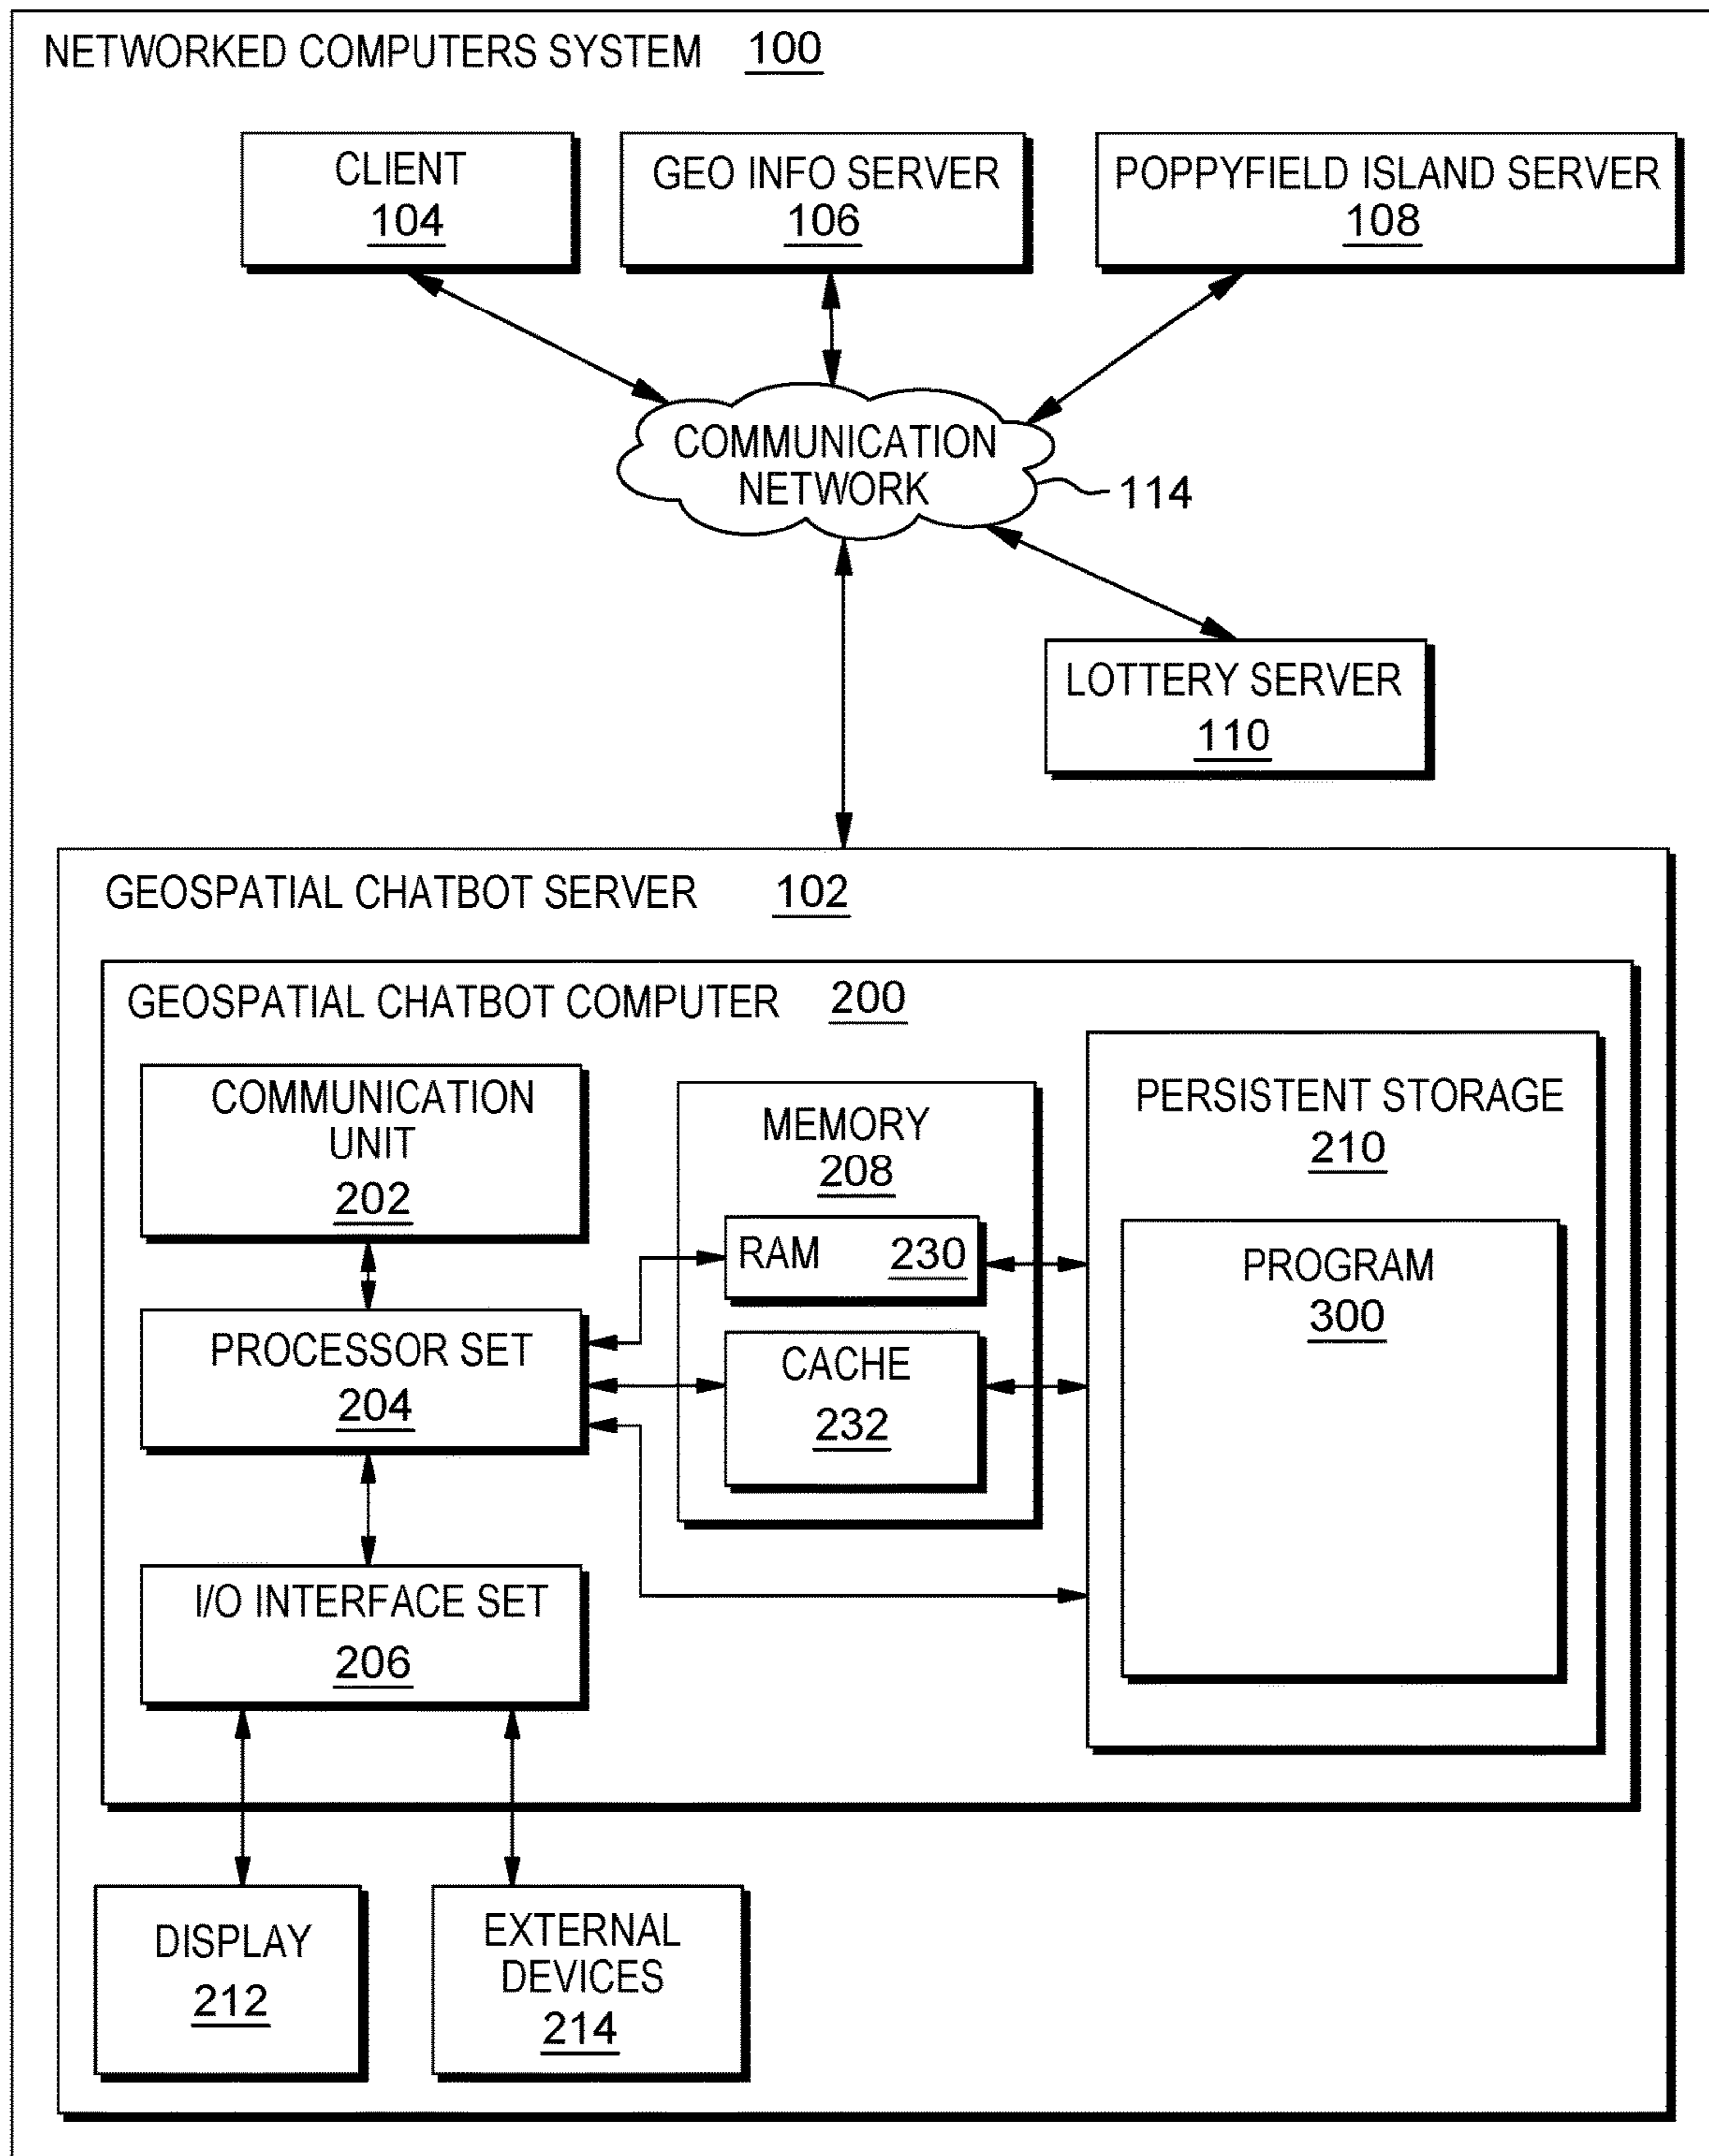 NETWORKED COMPUTERS SYSTEM 100
CLIENT
104
GEO INFO SERVER
106
POPPYFIELD ISLAND SERVER
108
COMMUNICATION
NETWORK
114
LOTTERY SERVER
110
GEOSPATIAL CHATBOT SERVER 102
GEOSPATIAL CHATBOT COMPUTER 200
COMMUNICATION
UNIT
202
PROCESSOR SET
204
I/O INTERFACE SET
206
MEMORY
208
RAM 230
CACHE
232
PERSISTENT STORAGE
210
PROGRAM
300
DISPLAY
212
EXTERNAL
DEVICES
214